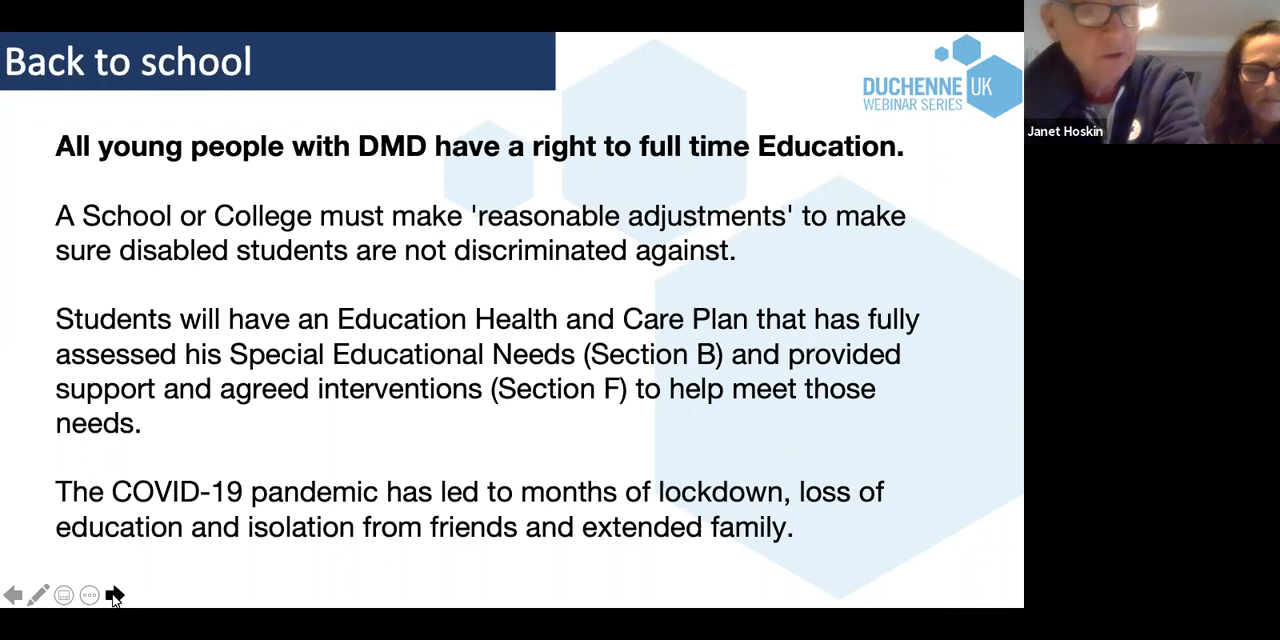 Back to school
DUCHENNE UK
WEBINAR SERIES
Janet Hoskin
All young people with DMD have a right to full time Education.
A School or College must make 'reasonable adjustments' to make
sure disabled students are not discriminated against.
Students will have an Education Health and Care Plan that has fully
assessed his Special Educational Needs (Section B) and provided
support and agreed interventions (Section F) to help meet those
needs.
The COVID-19 pandemic has led to months of lockdown, loss of
education and isolation from friends and extended family.